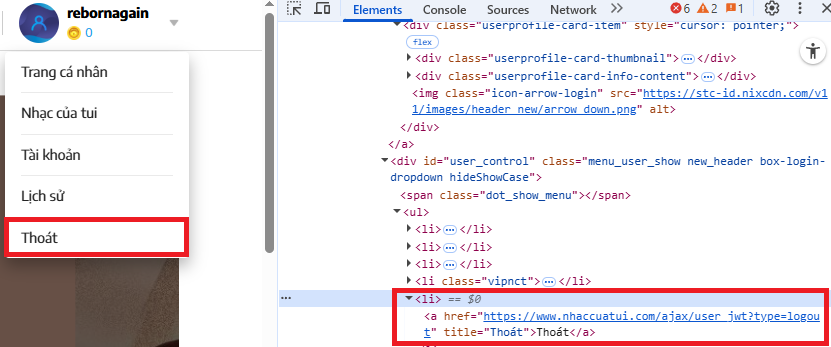 rebornagain
0
Trang cá nhân
Nhạc của tui
Tài khoản
Lịch sử
Thoát
Elements Console Sources Network >> 6 2 1
<div class="userprofile-card-item" style="cursor: pointer;">
flex
<div class="userprofile-card-thumbnail">…</div>
<div class="userprofile-card-info-content">…</div>
<img class="icon-arrow-login" src="https://stc-id.nixcdn.com/v1
1/images/header_new/arrow_down.png" alt>
</div>
</a>
<div id="user_control" class="menu_user_show new_header box-login-
dropdown hideShowCase">
<span class="dot_show_menu"></span>
<ul>
<li>…</li>
<li>…</li>
<li>…</li>
<li class="vipnct">…</li>
… <li> == $0
<a href="https://www.nhaccuatui.com/ajax/user_jwt?type=logou
t" title="Thoát">Thoát</a>